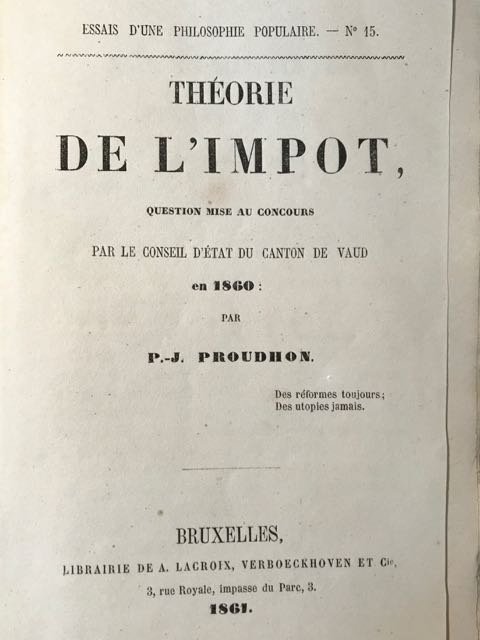 ESSAIS D'UNE PHILOSOPHIE POPULAIRE. — Nº 15.
THÉORIE
DE L'IMPOT,
QUESTION MISE AU CONCOURS
PAR LE CONSEIL D'ÉTAT DU CANTON DE VAUD
en 1860 :
PAR
P.-J. PROUDHON.
Des réformes toujours;
Des utopies jamais.
BRUXELLES,
LIBRAIRIE DE A. LACROIX, VERBOECKHOVEN ET Cie,
3, rue Royale, impasse du Parc, 3.
1861.